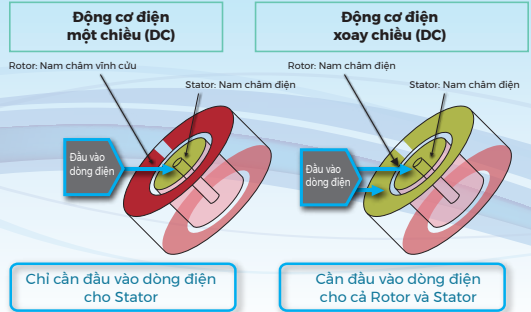 Động cơ điện
một chiều (DC)
Rotor: Nam châm vĩnh cửu
Stator: Nam châm điện
Đầu vào
dòng điện
Chỉ cần đầu vào dòng điện
cho Stator
Động cơ điện
xoay chiều (DC)
Rotor: Nam châm điện
Stator: Nam châm điện
Đầu vào
dòng điện
Cần đầu vào dòng điện
cho cả Rotor và Stator